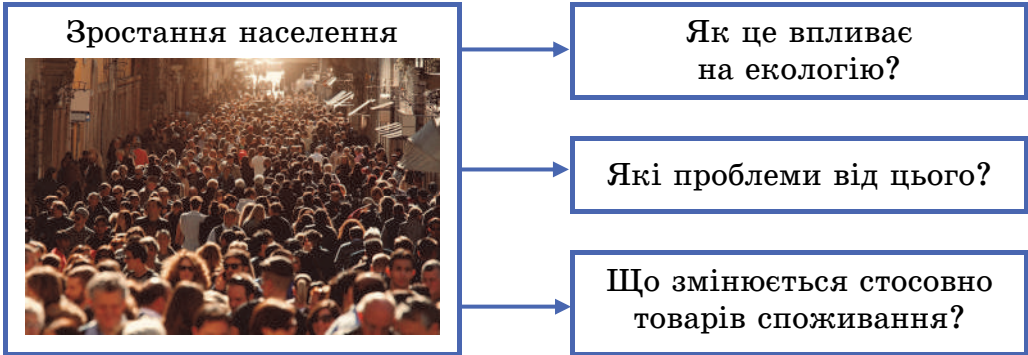 Зростання населення
Як це впливає
на екологію?
Які проблеми від цього?
Що змінюється стосовно
товарів споживання?